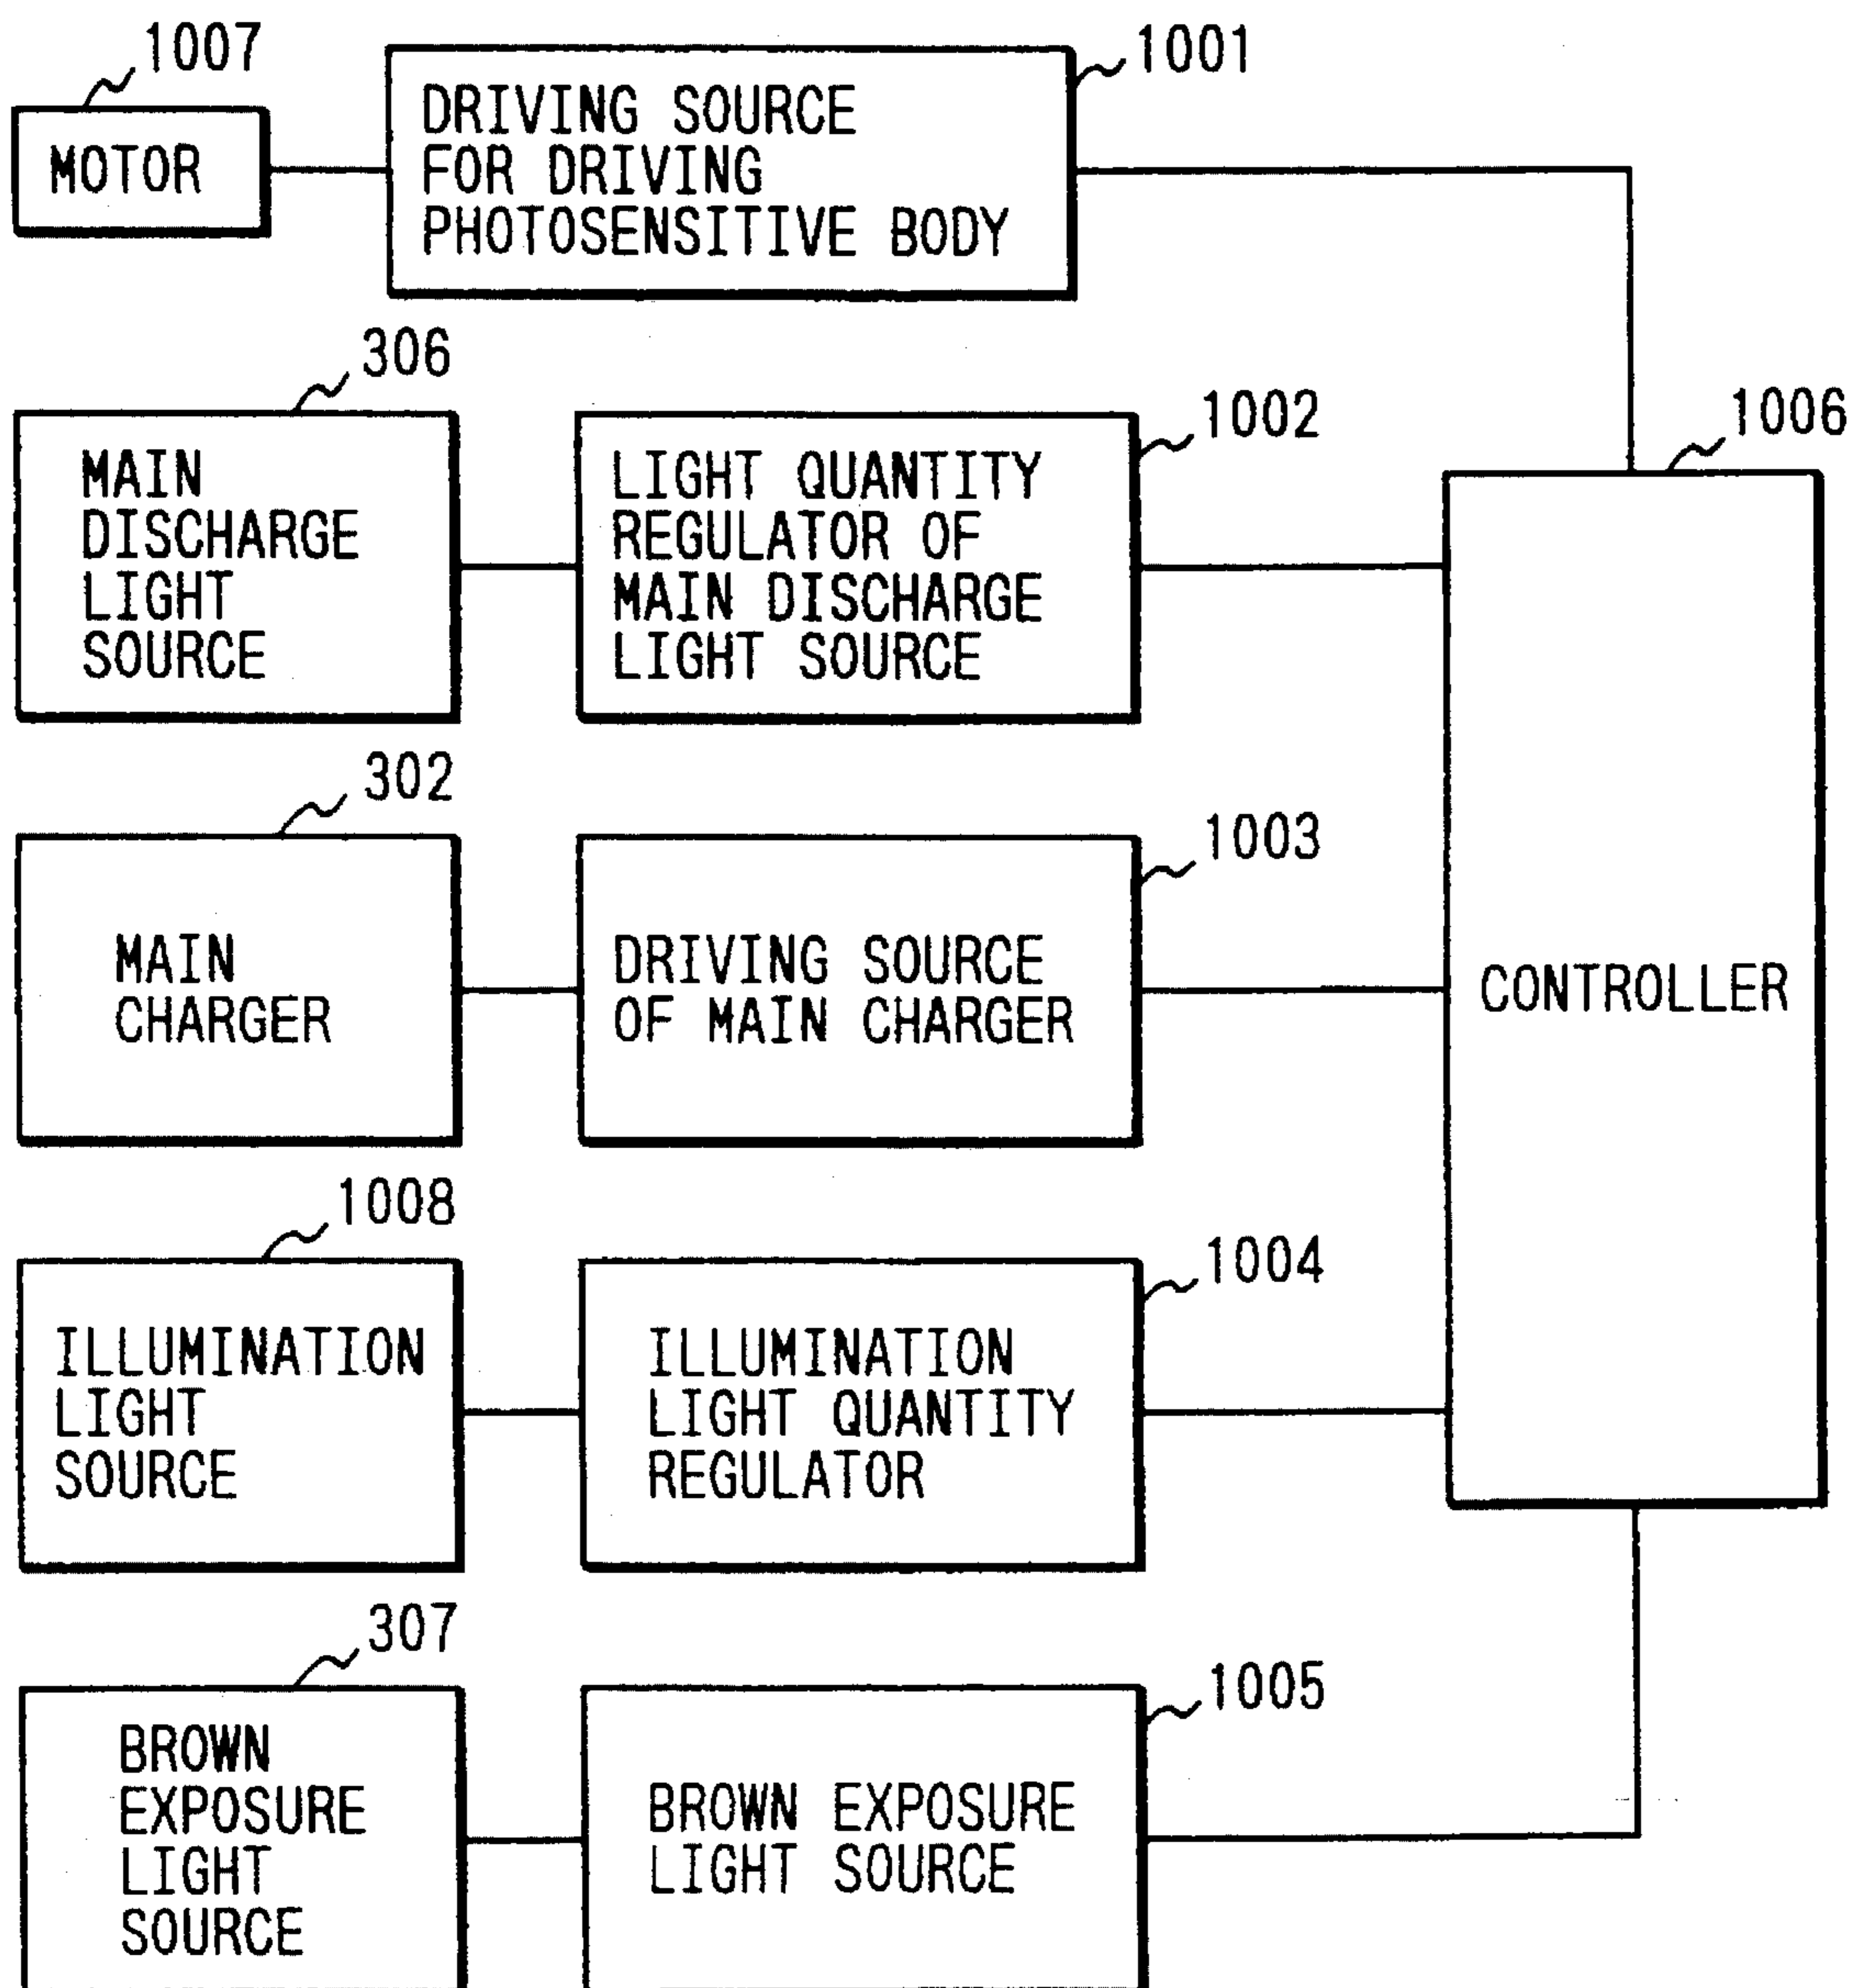 1007
1001
MOTOR
DRIVING SOURCE
FOR DRIVING
PHOTOSENSITIVE BODY
306
1002
1006
MAIN
DISCHARGE
LIGHT
SOURCE
LIGHT QUANTITY
REGULATOR OF
MAIN DISCHARGE
LIGHT SOURCE
302
1003
MAIN
CHARGER
DRIVING SOURCE
OF MAIN CHARGER
CONTROLLER
1008
1004
ILLUMINATION
LIGHT
SOURCE
ILLUMINATION
LIGHT QUANTITY
REGULATOR
307
1005
BROWN
EXPOSURE
LIGHT
SOURCE
BROWN EXPOSURE
LIGHT SOURCE